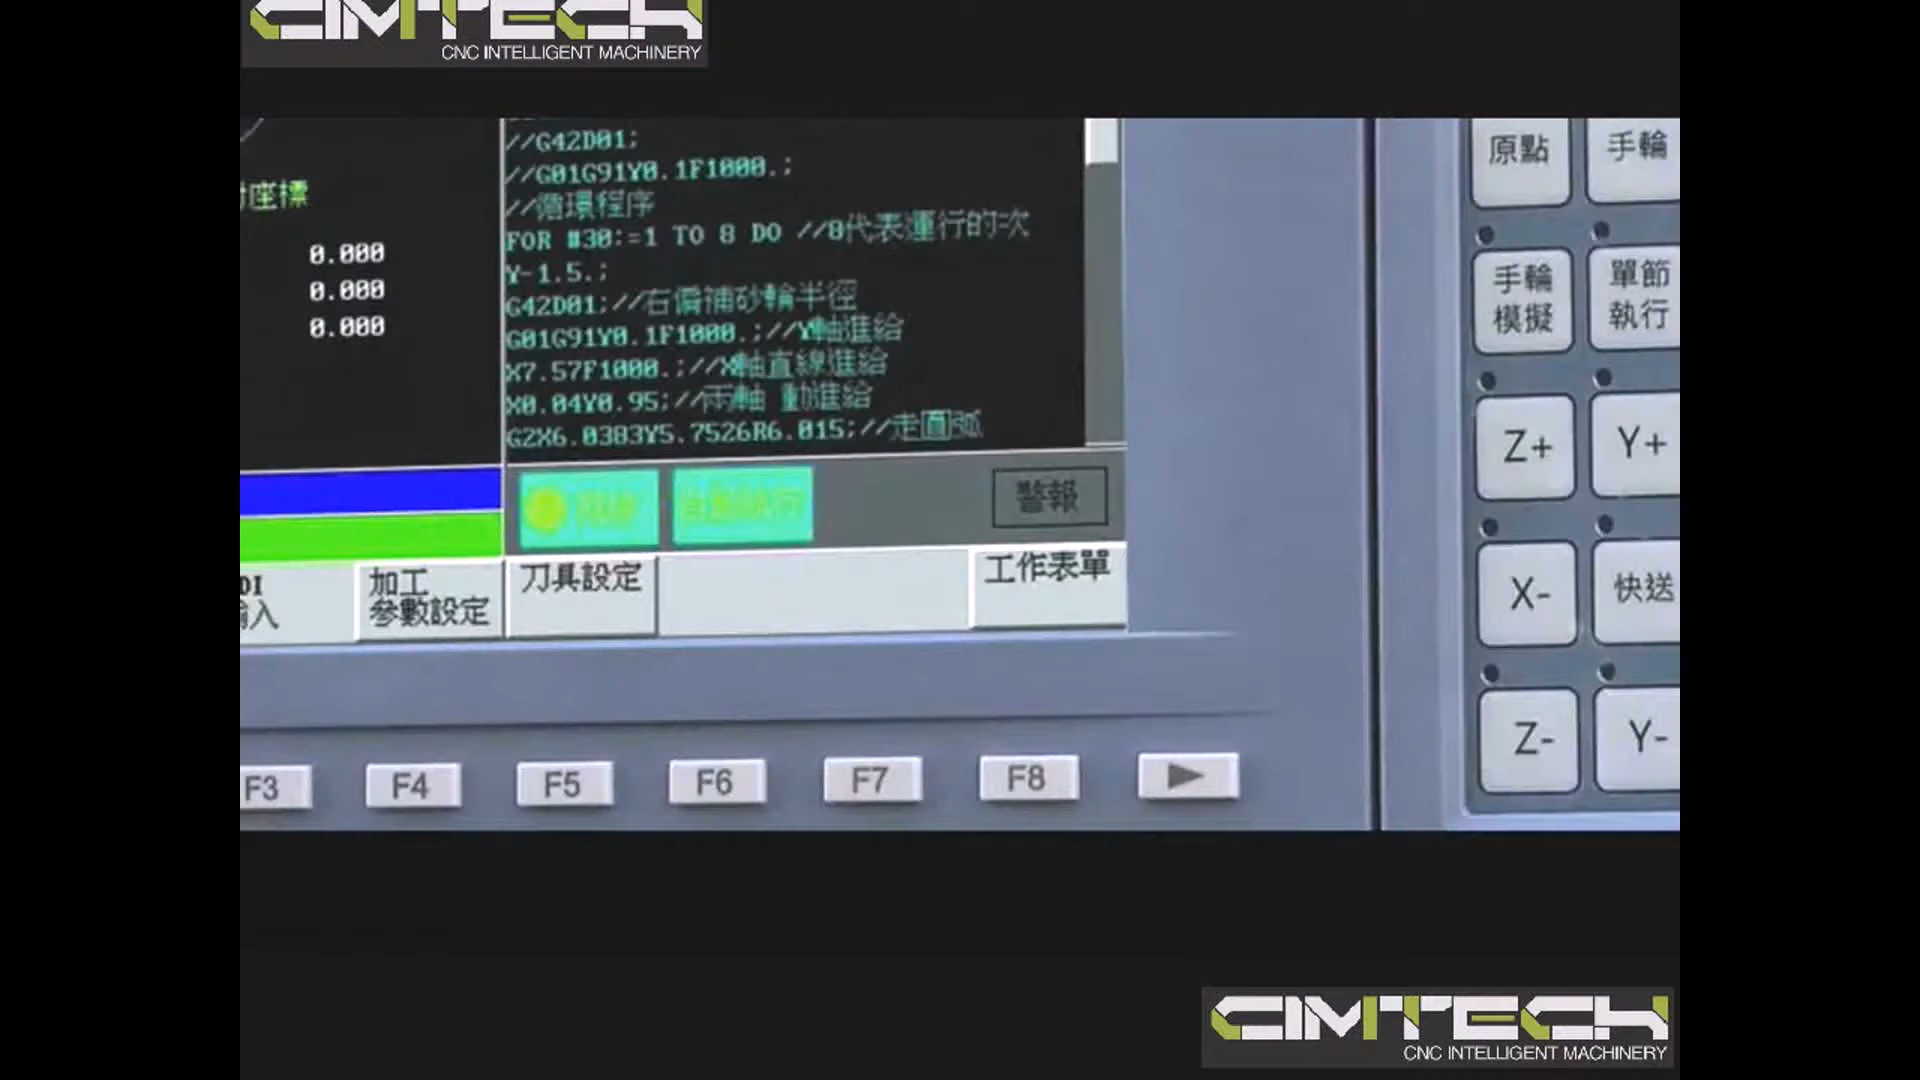 CIMTECH
CNC INTELLIGENT MACHINERY
//G42D01;
//G01G91Y0.1F1000.;
//循環程序
FOR #30:=1 TO 8 DO //8代表運行的次
Y-1.5.;
G42D01;//右偏補砂輪半徑
G01G91Y0.1F1000.;//Y軸進給
X7.57F1000.;//X軸直線進給
X0.04Y0.95;//兩軸 動進給
G2X6.0383Y5.7526R6.015;//走圓弧
座標
0.000
0.000
0.000
警報
DI
輸入
加工
參數設定
刀具設定
工作表單
F3
F4
F5
F6
F7
F8
原點
手輪
手輪
模擬
單節
執行
Z+
Y+
X-
快送
Z-
Y-
CIMTECH
CNC INTELLIGENT MACHINERY